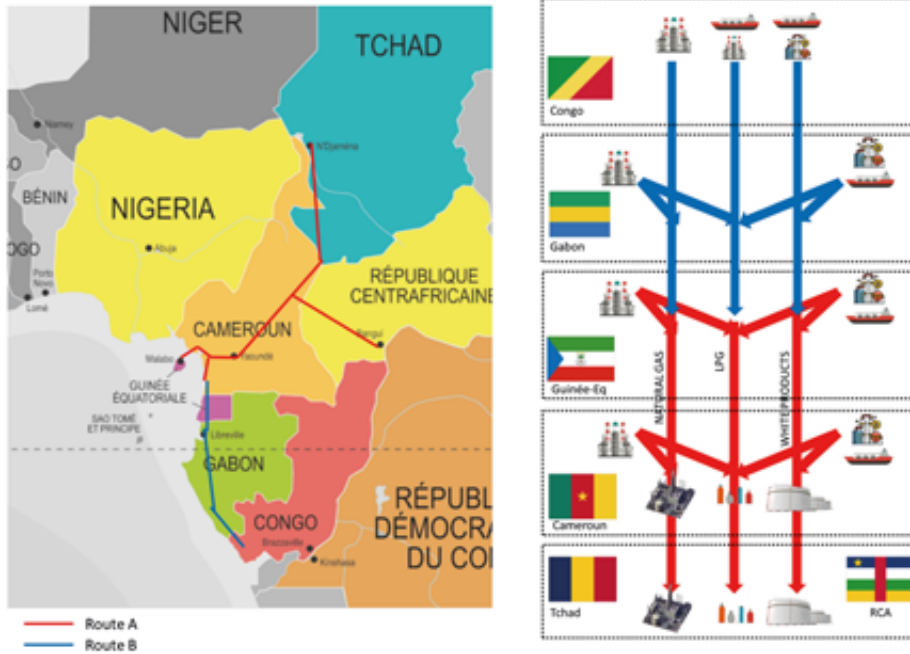 NIGER
TCHAD
Niamey
N'Djaména
BÉNIN
NIGERIA
Abuja
OGO
Porto
Novo
Lomé
RÉPUBLIQUE
CENTRAFRICAINE
Bangui
CAMEROUN
Yaoundé
Malabo
GUINÉE
ÉQUATORIALE
SAO TOMÉ
ET PRINCIPE
Libreville
GABON
CONGO
Brazzaville
Kinshasa
RÉPUBL
DÉMOCRA
DU CO
Route A
Route B
Congo
Gabon
Guinée-Eq
NATURAL GAS
LPG
WHITE PRODUCTS
Cameroun
Tchad
RCA